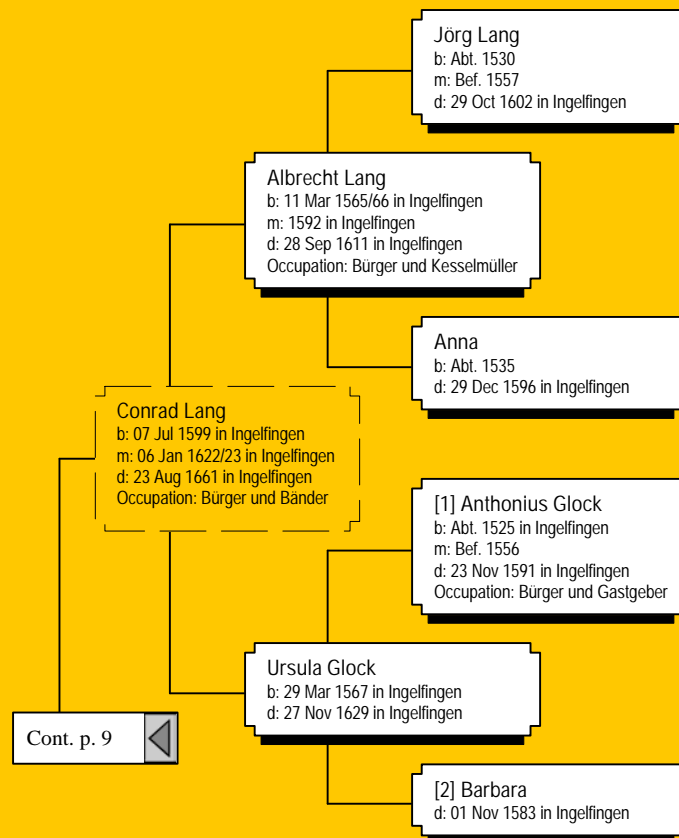 Jörg Lang
b: Abt. 1530
m: Bef. 1557
d: 29 Oct 1602 in Ingelfingen
Albrecht Lang
b: 11 Mar 1565/66 in Ingelfingen
m: 1592 in Ingelfingen
d: 28 Sep 1611 in Ingelfingen
Occupation: Bürger und Kesselmüller
Anna
b: Abt. 1535
d: 29 Dec 1596 in Ingelfingen
Conrad Lang
b: 07 Jul 1599 in Ingelfingen
m: 06 Jan 1622/23 in Ingelfingen
d: 23 Aug 1661 in Ingelfingen
Occupation: Bürger und Bänder
[1] Anthonius Glock
b: Abt. 1525 in Ingelfingen
m: Bef. 1556
d: 23 Nov 1591 in Ingelfingen
Occupation: Bürger und Gastgeber
Ursula Glock
b: 29 Mar 1567 in Ingelfingen
d: 27 Nov 1629 in Ingelfingen
Cont. p. 9
[2] Barbara
d: 01 Nov 1583 in Ingelfingen